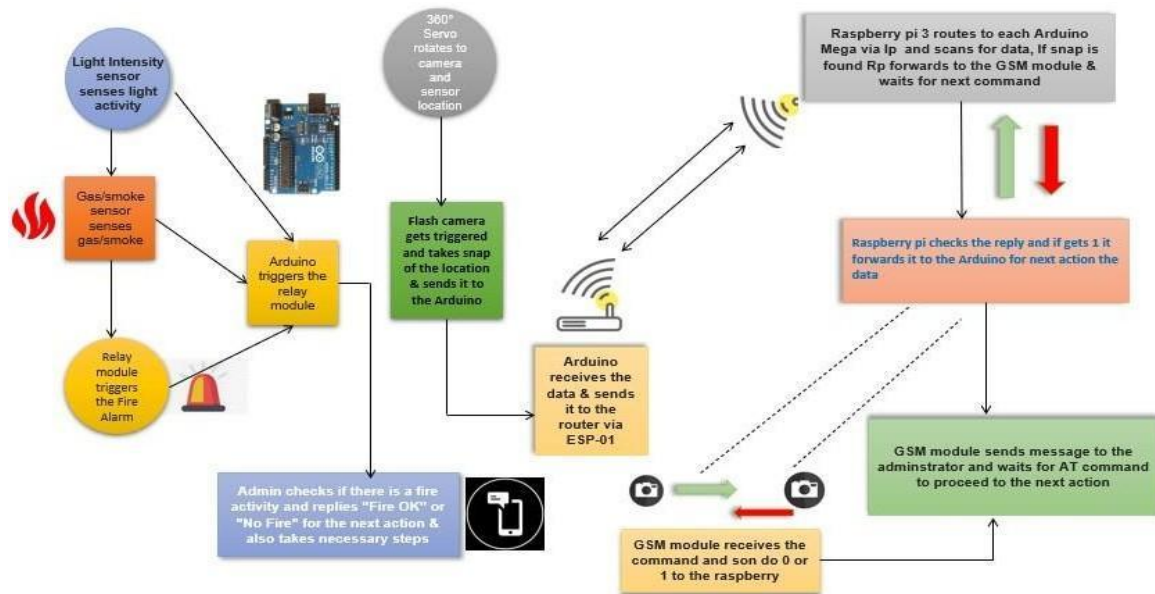 Light Intensity
sensor
senses light
activity
Gas/smoke
sensor
senses
gas/smoke
Relay
module
triggers
the Fire
Alarm
Arduino
triggers the
relay
module
360°
Servo
rotates to
camera
and
sensor
location
Flash camera
gets triggered
and takes snap
of the location
& sends it to
the Arduino
Admin checks if there is a fire
activity and replies "Fire OK" or
"No Fire" for the next action &
also takes necessary steps
Arduino
receives the
data & sends
it to the
router via
ESP-01
Raspberry pi 3 routes to each Arduino
Mega via Ip and scans for data, If snap is
found Rp forwards to the GSM module &
waits for next command
Raspberry pi checks the reply and if gets 1 it
forwards it to the Arduino for next action the
data
GSM module sends message to the
adminstrator and waits for AT command
to proceed to the next action
GSM module receives the
command and son do 0 or
1 to the raspberry